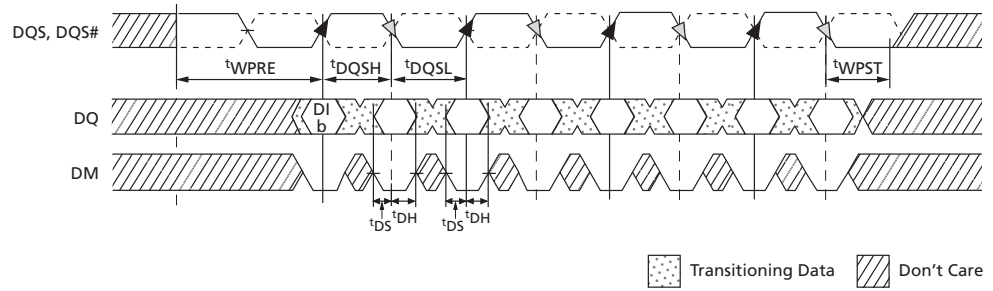 DQS, DQS#
tWPRE
tDQSH
tDQSL
tWPST
DQ
DI
b
DM
tDS
tDH
tDS
tDH
Transitioning Data
Don't Care